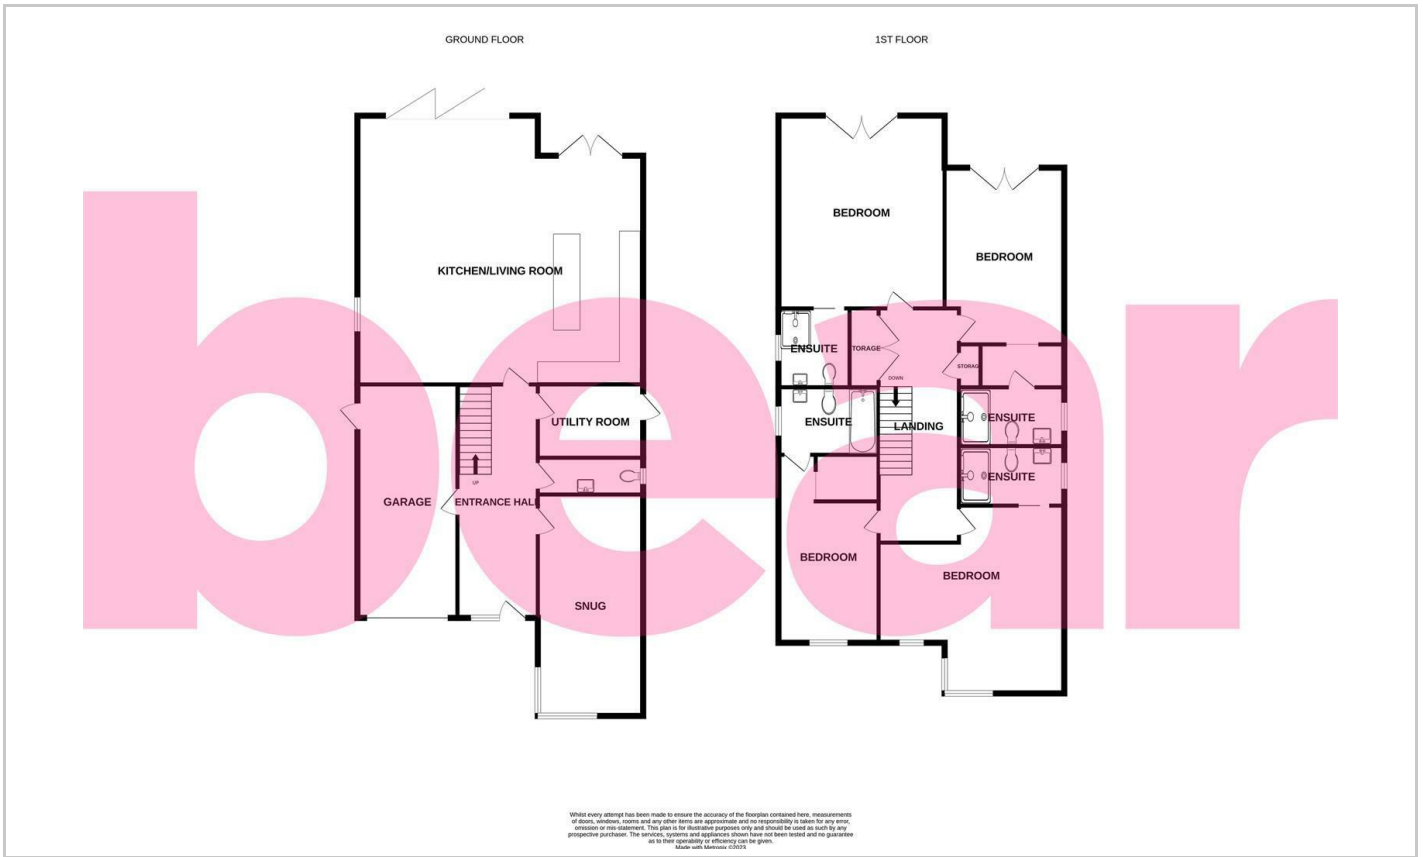 GROUND FLOOR
1ST FLOOR
KITCHEN/LIVING ROOM
UTILITY ROOM
UP
GARAGE
ENTRANCE HALL
SNUG
BEDROOM
BEDROOM
ENSUITE
STORAGE
STORAG
DOWN
ENSUITE
LANDING
ENSUITE
ENSUITE
BEDROOM
BEDROOM
bear
Whilst every attempt has been made to ensure the accuracy of the floorplan contained here, measurements
of doors, windows, rooms and any other items are approximate and no responsibility is taken for any error,
omission or mis-statement. This plan is for illustrative purposes only and should be used as such by any
prospective purchaser. The services, systems and appliances shown have not been tested and no guarantee
as to their operability or efficiency can be given.
Made with Metropix ©2023